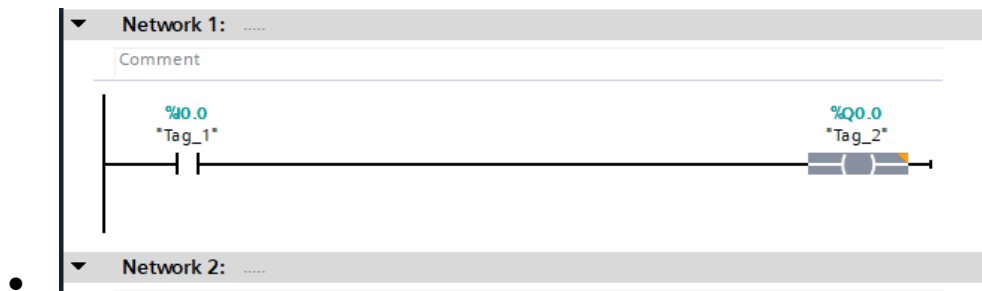 Network 1: .....
Comment
%I0.0 %Q0.0
"Tag_1" "Tag_2"
Network 2: .....